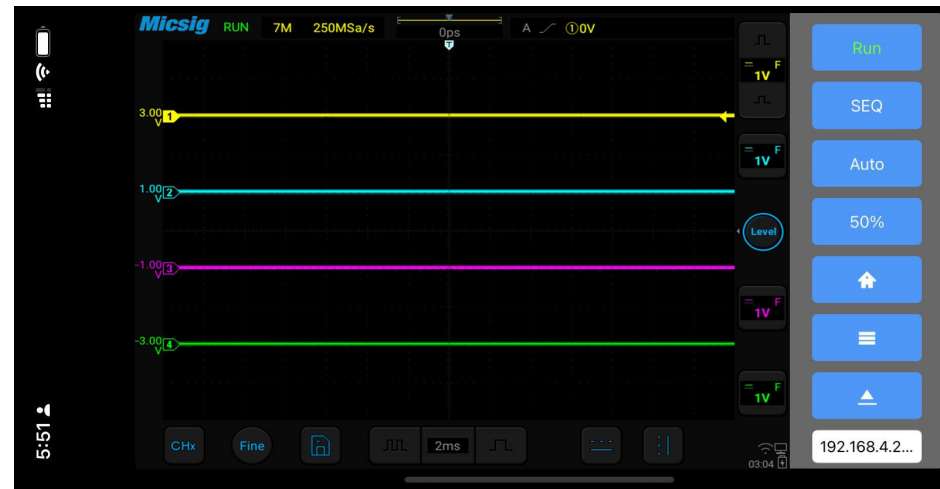 Micsig RUN 7M 250MSa/s 0ps A ①0V
T
F
1V
3.00
V
1
F
1V
1.00
V
2
Level
-1.00
V
3
F
1V
-3.00
V
4
F
1V
CHx Fine 2ms
03:04
Run
SEQ
Auto
50%
192.168.4.2...
5:51